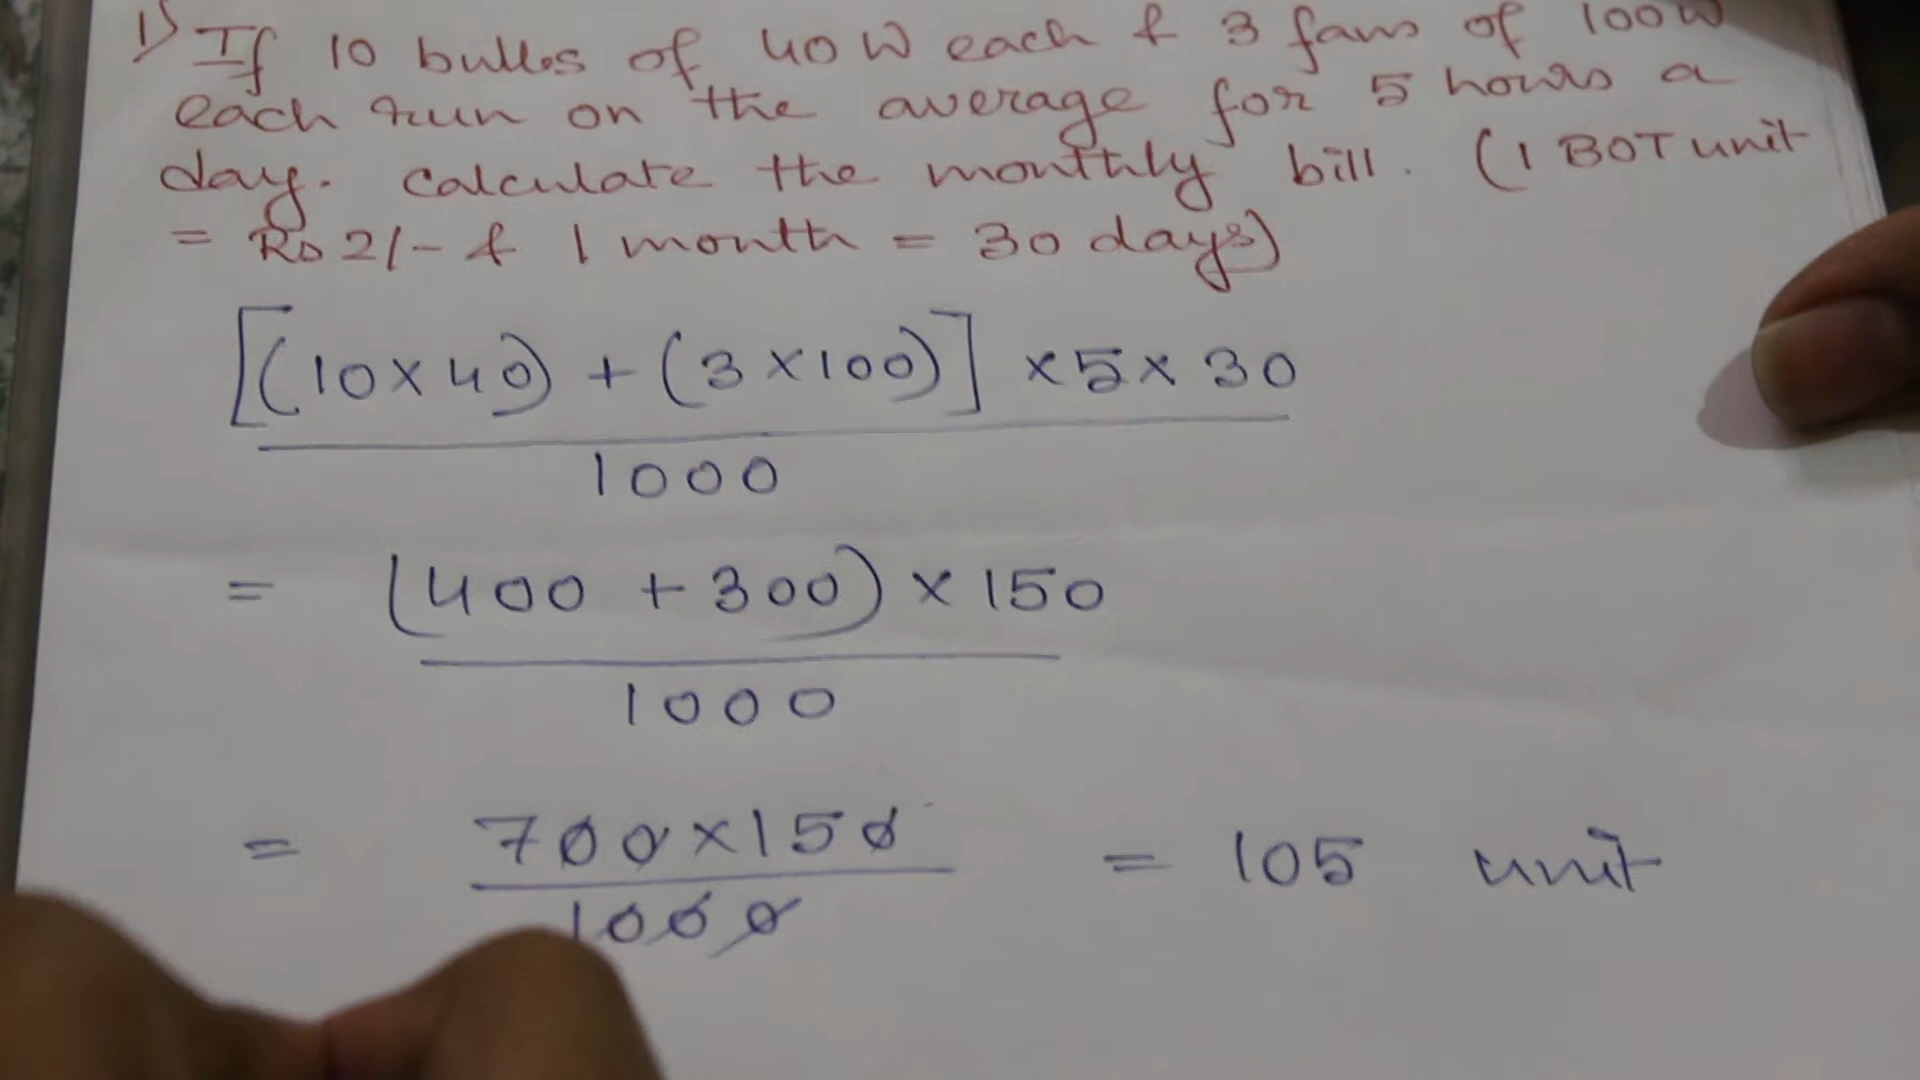 1) If 10 bulbs of 40 W each & 3 fans of 100 W
each run on the average for 5 hours a
day. calculate the monthly bill. (1 BOT unit
= Rs 2/- & 1 month = 30 days)
[(10 x 40) + (3 x 100)] x 5 x 30
1000
= (400 + 300) x 150
1000
= 700 x 150 = 105 unit
1000